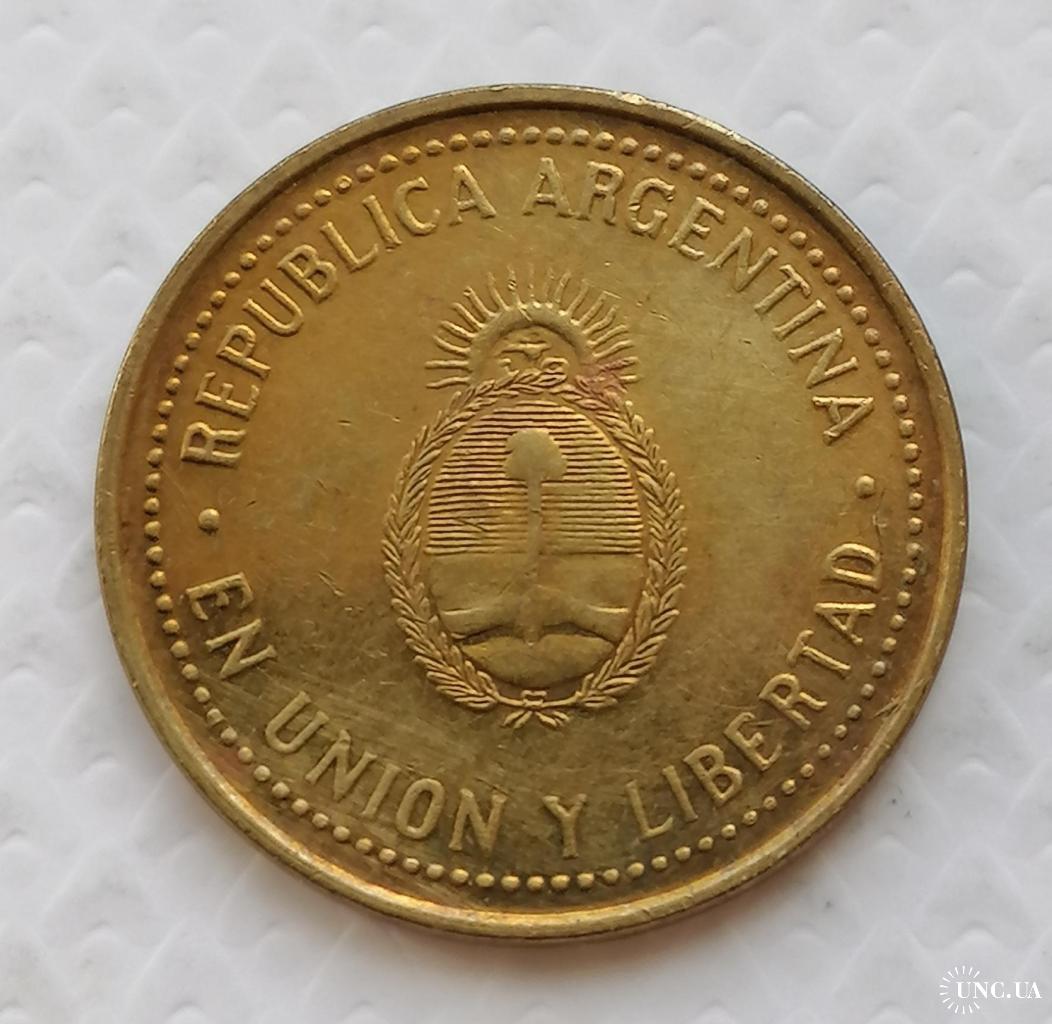 REPUBLICA ARGENTINA
· EN UNION Y LIBERTAD ·
UNC.UA